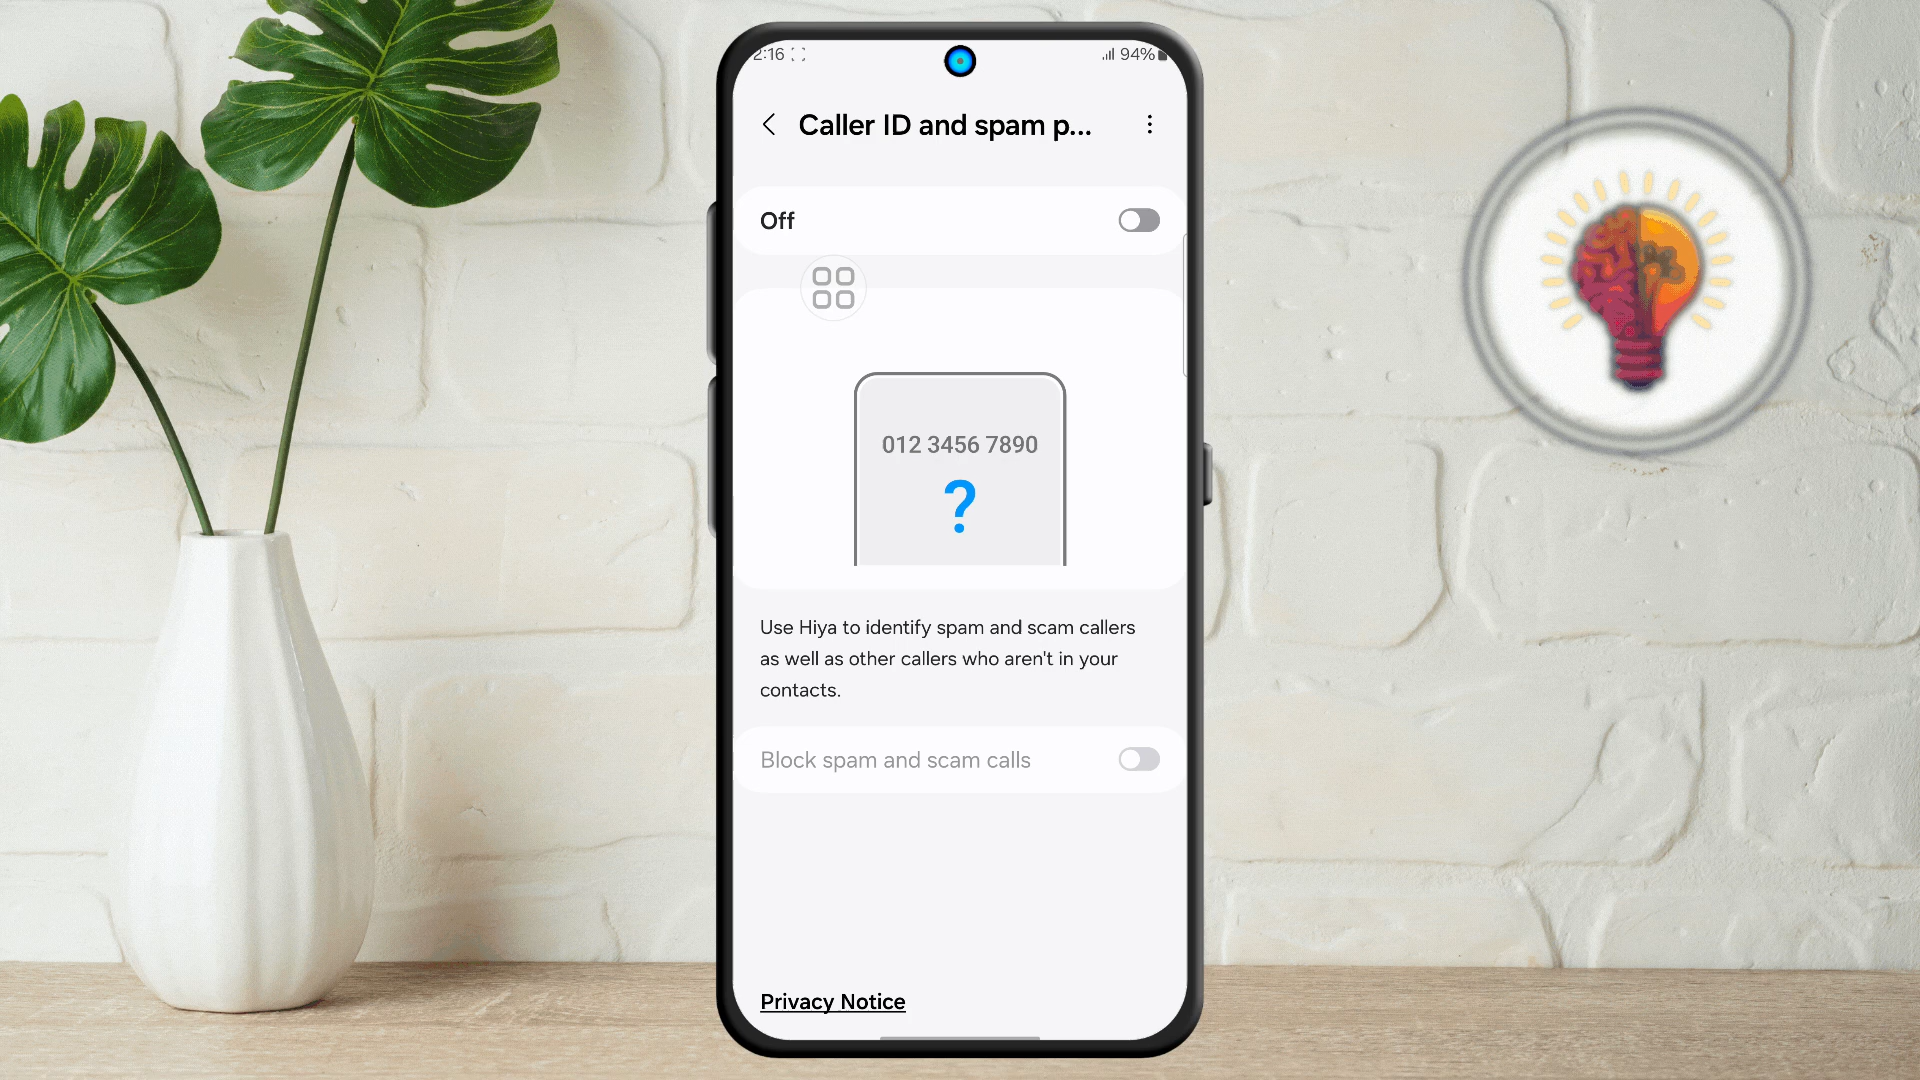 2:16
94%
Caller ID and spam p...
Off
012 3456 7890
?
Use Hiya to identify spam and scam callers
as well as other callers who aren't in your
contacts.
Block spam and scam calls
Privacy Notice